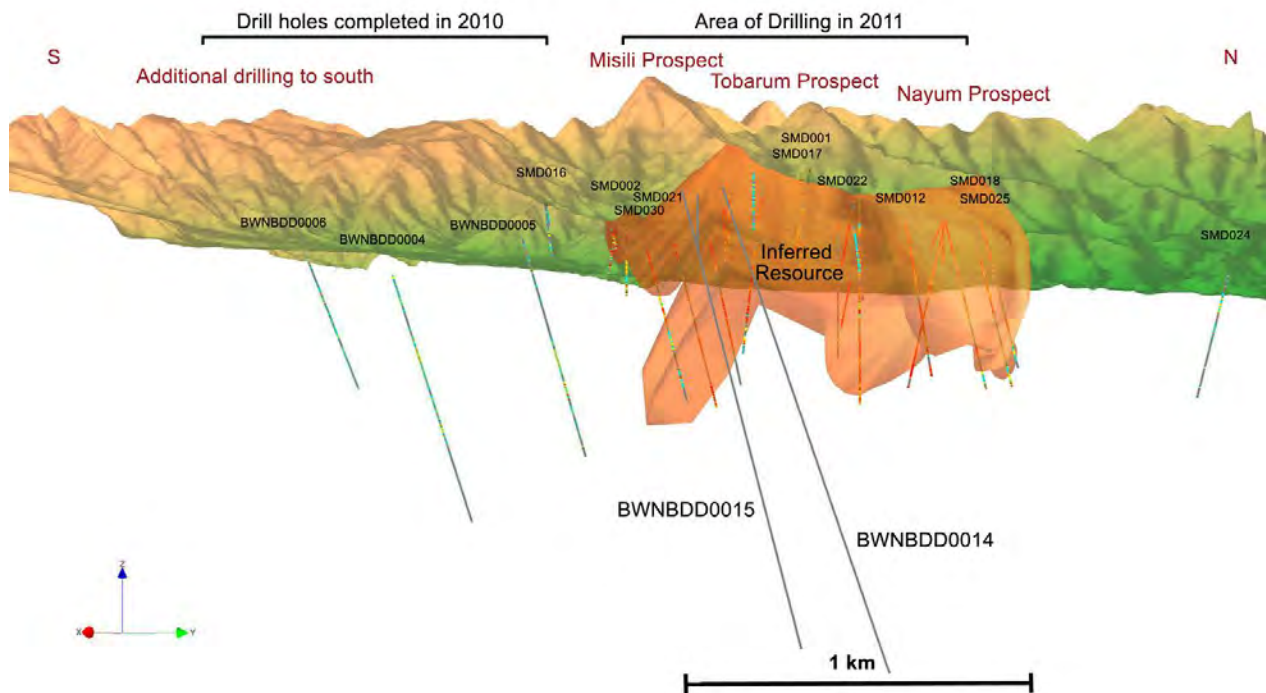 Drill holes completed in 2010
Area of Drilling in 2011
S
Misili Prospect
N
Additional drilling to south
Tobarum Prospect
Nayum Prospect
SMD001
SMD017
SMD016
SMD002
SMD022
SMD018
SMD021
SMD012
SMD025
SMD030
BWNBDD0006
BWNBDD0005
BWNBDD0004
SMD024
Inferred
Resource
BWNBDD0015
BWNBDD0014
Z
X
Y
1 km